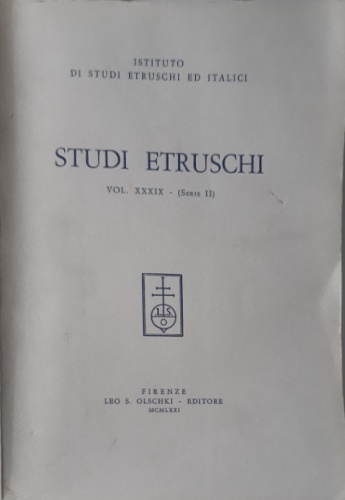 ISTITUTO
DI STUDI ETRUSCHI ED ITALICI
STUDI ETRUSCHI
VOL. XXXIX - (SERIE II)
L S
O
FIRENZE
LEO S. OLSCHKI - EDITORE
MCMLXXI